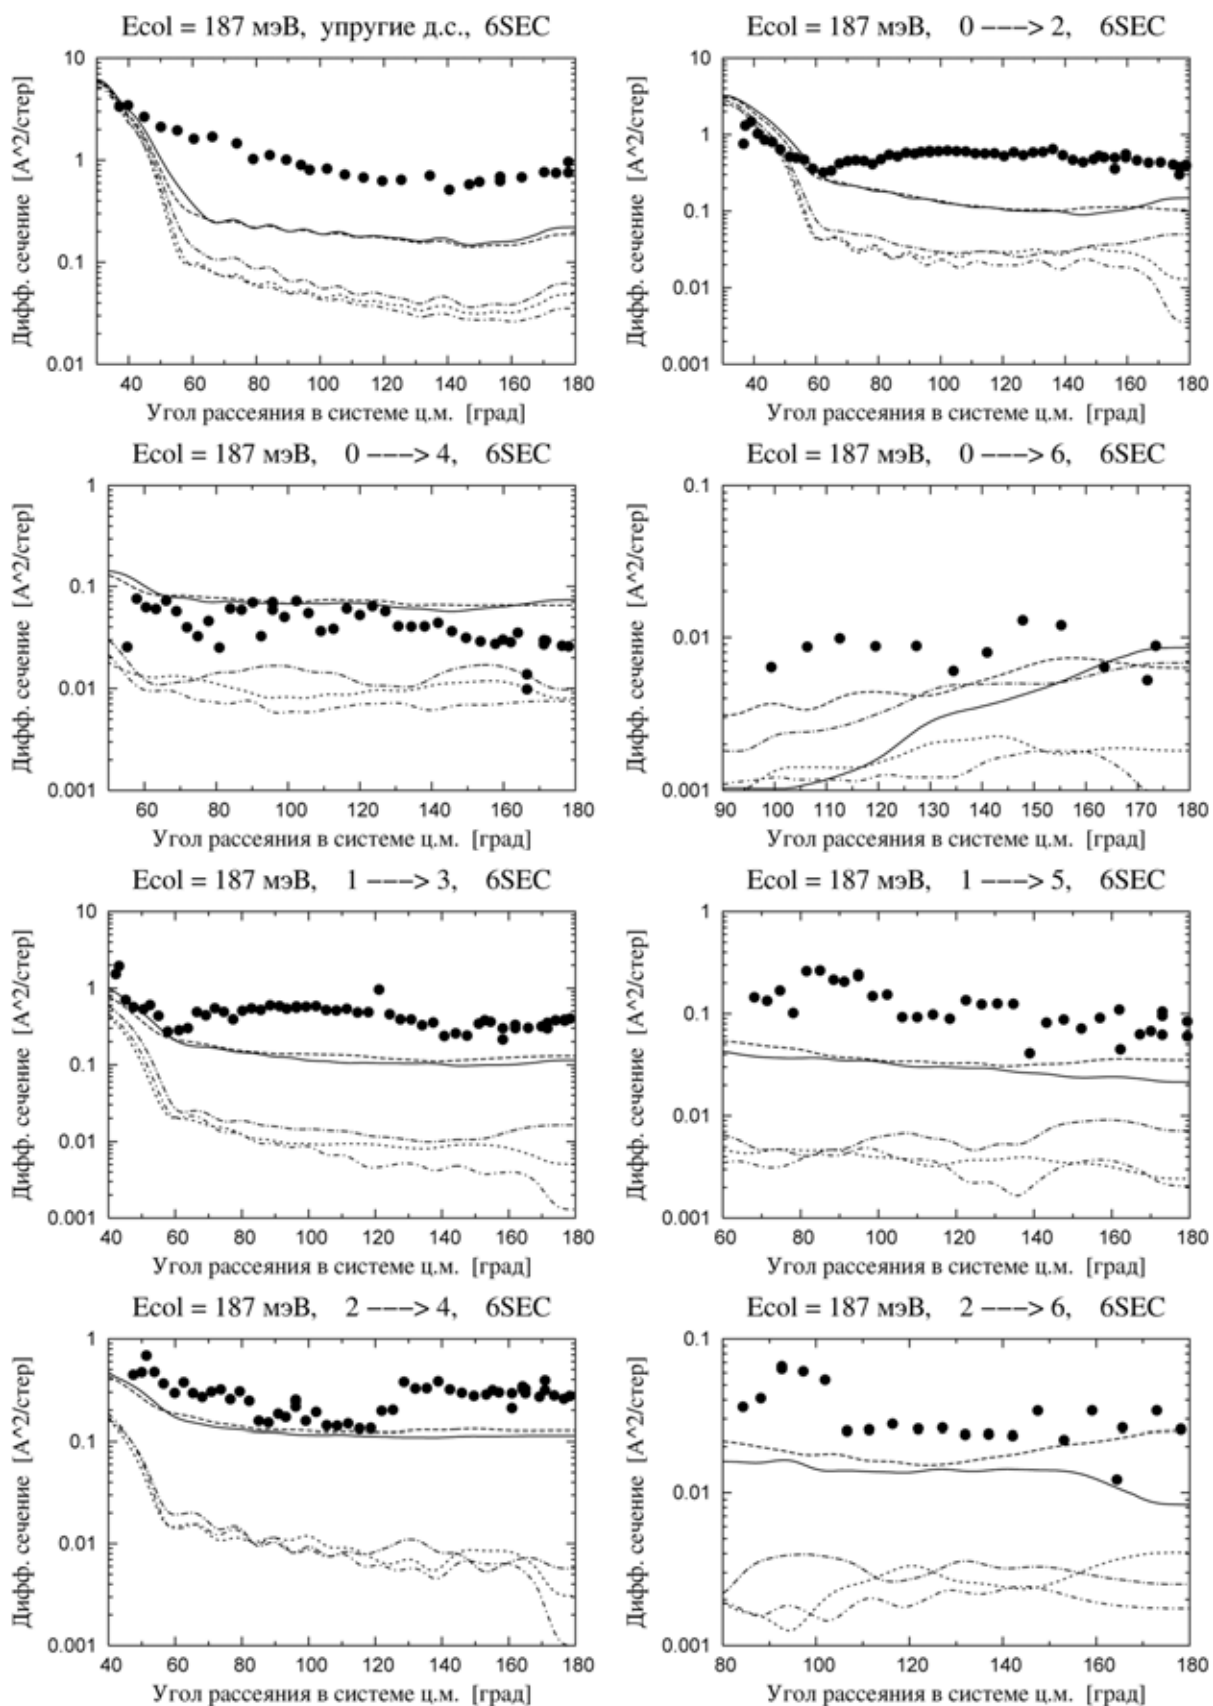 Ecol = 187 мэВ, упругие д.с., 6SEC
Дифф. сечение [A^2/стер]
10
1
0.1
0.01
40 60 80 100 120 140 160 180
Угол рассеяния в системе ц.м. [град]
Ecol = 187 мэВ, 0 ---> 2, 6SEC
Дифф. сечение [A^2/стер]
10
1
0.1
0.01
0.001
40 60 80 100 120 140 160 180
Угол рассеяния в системе ц.м. [град]
Ecol = 187 мэВ, 0 ---> 4, 6SEC
Дифф. сечение [A^2/стер]
1
0.1
0.01
0.001
60 80 100 120 140 160 180
Угол рассеяния в системе ц.м. [град]
Ecol = 187 мэВ, 0 ---> 6, 6SEC
Дифф. сечение [A^2/стер]
0.1
0.01
0.001
90 100 110 120 130 140 150 160 170 180
Угол рассеяния в системе ц.м. [град]
Ecol = 187 мэВ, 1 ---> 3, 6SEC
Дифф. сечение [A^2/стер]
10
1
0.1
0.01
0.001
40 60 80 100 120 140 160 180
Угол рассеяния в системе ц.м. [град]
Ecol = 187 мэВ, 1 ---> 5, 6SEC
Дифф. сечение [A^2/стер]
1
0.1
0.01
0.001
60 80 100 120 140 160 180
Угол рассеяния в системе ц.м. [град]
Ecol = 187 мэВ, 2 ---> 4, 6SEC
Дифф. сечение [A^2/стер]
1
0.1
0.01
0.001
40 60 80 100 120 140 160 180
Угол рассеяния в системе ц.м. [град]
Ecol = 187 мэВ, 2 ---> 6, 6SEC
Дифф. сечение [A^2/стер]
0.1
0.01
0.001
80 100 120 140 160 180
Угол рассеяния в системе ц.м. [град]